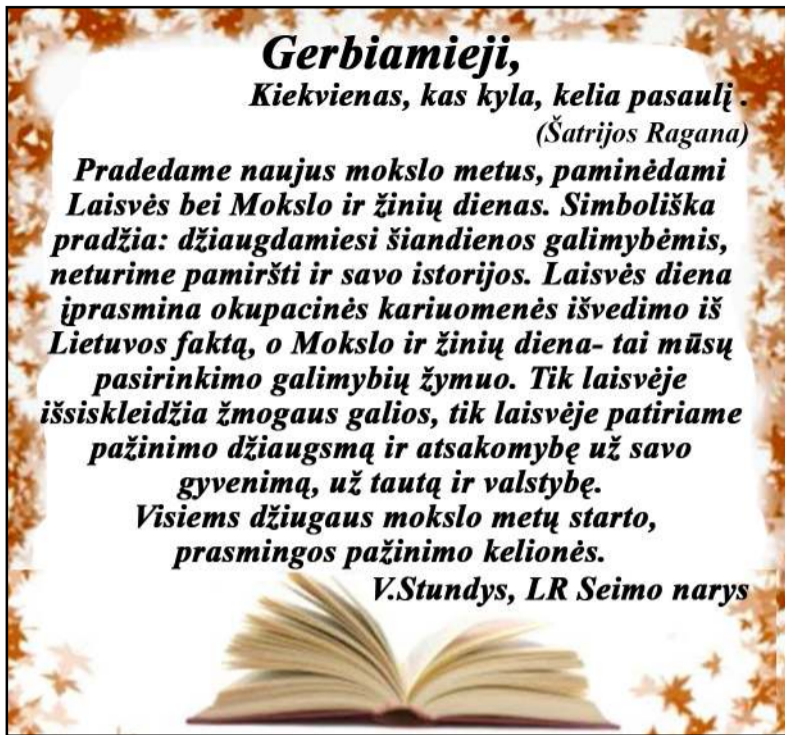 Gerbiamieji,
Kiekvienas, kas kyla, kelia pasaulį .
(Šatrijos Ragana)
Pradedame naujus mokslo metus, paminėdami
Laisvės bei Mokslo ir žinių dienas. Simboliška
pradžia: džiaugdamiesi šiandienos galimybėmis,
neturime pamiršti ir savo istorijos. Laisvės diena
įprasmina okupacinės kariuomenės išvedimo iš
Lietuvos faktą, o Mokslo ir žinių diena- tai mūsų
pasirinkimo galimybių žymuo. Tik laisvėje
išsiskleidžia žmogaus galios, tik laisvėje patiriame
pažinimo džiaugsmą ir atsakomybę už savo
gyvenimą, už tautą ir valstybę.
Visiems džiugaus mokslo metų starto,
prasmingos pažinimo kelionės.
V.Stundys, LR Seimo narys